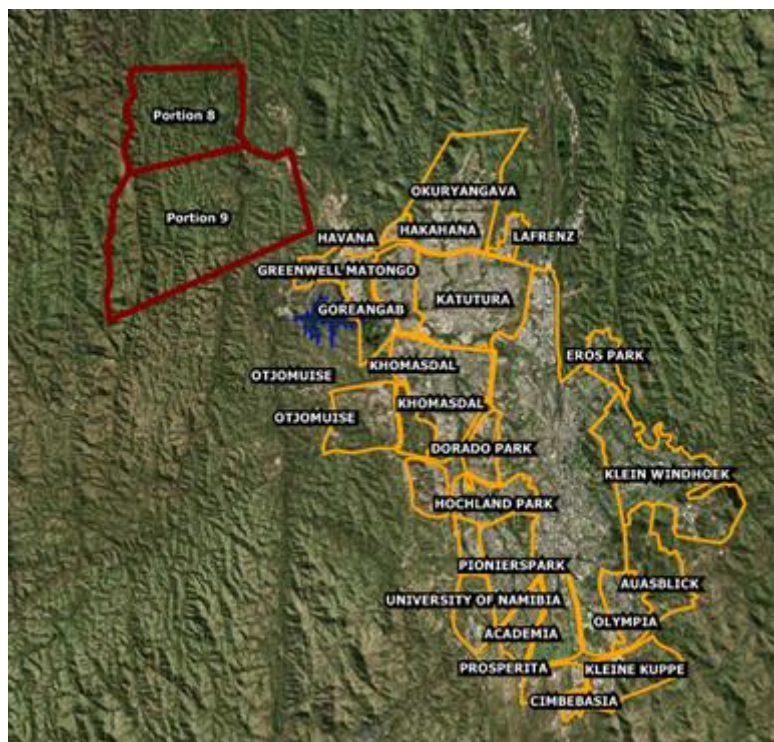 Portion 8
Portion 9
OKURYANGAVA
HAKAHANA
LAFRENZ
HAVANA
GREENWELL MATONGO
KATUTURA
GOREANGAB
EROS PARK
KHOMASDAL
OTJOMUISE
KHOMASDAL
OTJOMUISE
DORADO PARK
KLEIN WINDHOEK
HOCHLAND PARK
PIONIERSPARK
AUASBLICK
UNIVERSITY OF NAMIBIA
OLYMPIA
ACADEMIA
PROSPERITA
KLEINE KUPPE
CIMBEBASIA